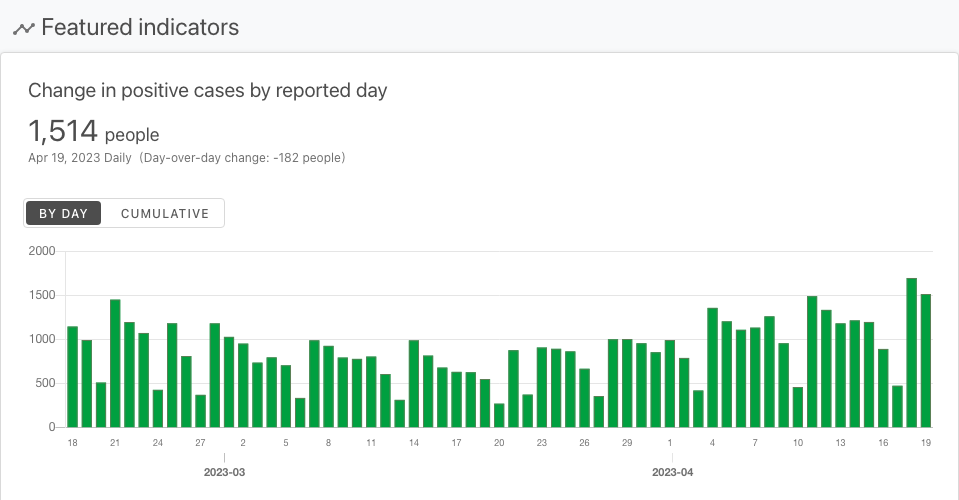 Featured indicators
Change in positive cases by reported day
1,514 people
Apr 19, 2023 Daily (Day-over-day change: -182 people)
BY DAY CUMULATIVE
2000
1500
1000
500
0
18 21 24 27 2 5 8 11 14 17 20 23 26 29 1 4 7 10 13 16 19
2023-03 2023-04